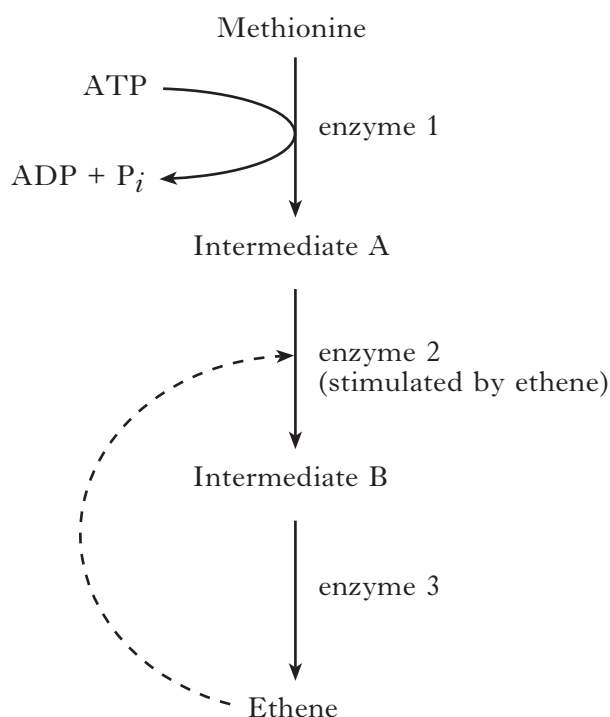 Methionine
ATP
enzyme 1
ADP + Pi
Intermediate A
enzyme 2
(stimulated by ethene)
Intermediate B
enzyme 3
Ethene